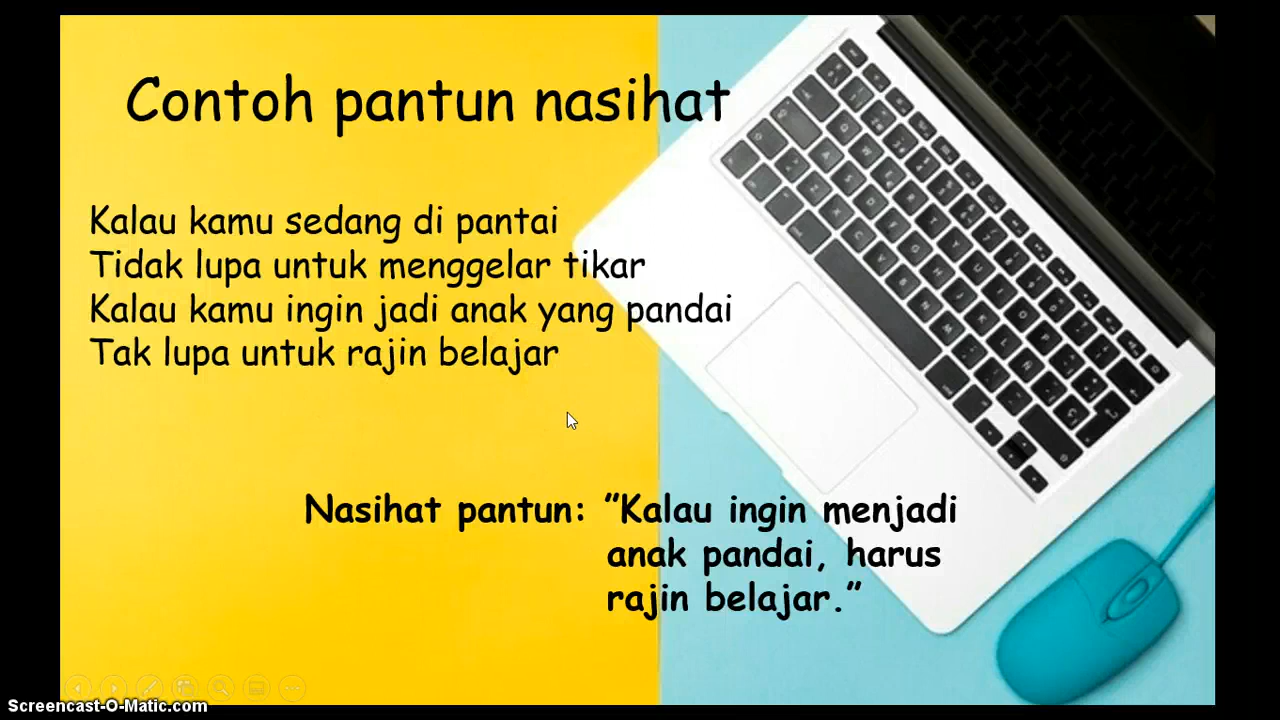 Contoh pantun nasihat
Kalau kamu sedang di pantai
Tidak lupa untuk menggelar tikar
Kalau kamu ingin jadi anak yang pandai
Tak lupa untuk rajin belajar
Nasihat pantun: ”Kalau ingin menjadi
anak pandai, harus
rajin belajar.”
Screencast-O-Matic.com